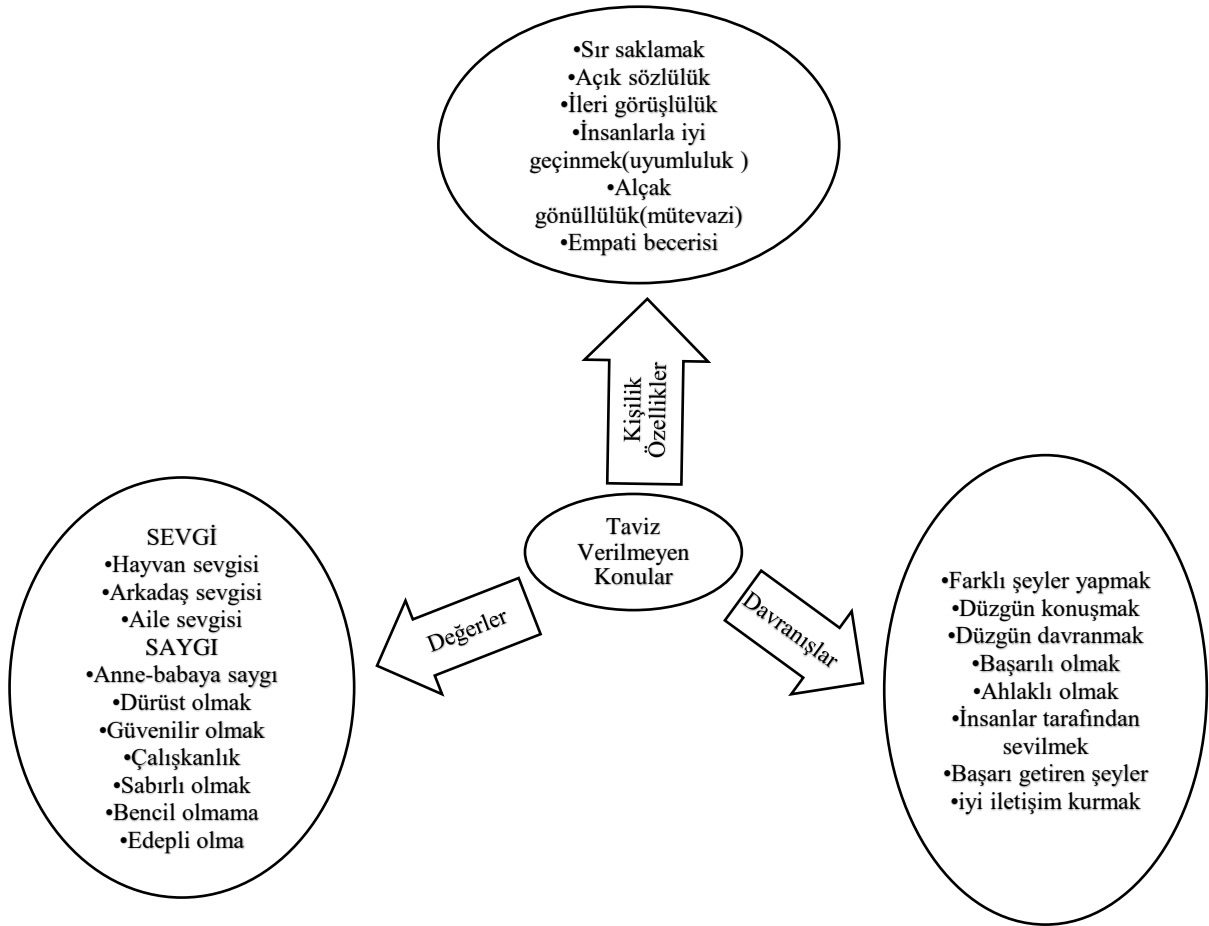 •Sır saklamak
•Açık sözlülük
•İleri görüşlülük
•İnsanlarla iyi
geçinmek(uyumluluk )
•Alçak
gönüllülük(mütevazi)
•Empati becerisi
Kişilik
Özellikler
Taviz
Verilmeyen
Konular
Değerler
Davranışlar
SEVGİ
•Hayvan sevgisi
•Arkadaş sevgisi
•Aile sevgisi
SAYGI
•Anne-babaya saygı
•Dürüst olmak
•Güvenilir olmak
•Çalışkanlık
•Sabırlı olmak
•Bencil olmama
•Edepli olma
•Farklı şeyler yapmak
•Düzgün konuşmak
•Düzgün davranmak
•Başarılı olmak
•Ahlaklı olmak
•İnsanlar tarafından
sevilmek
•Başarı getiren şeyler
•iyi iletişim kurmak